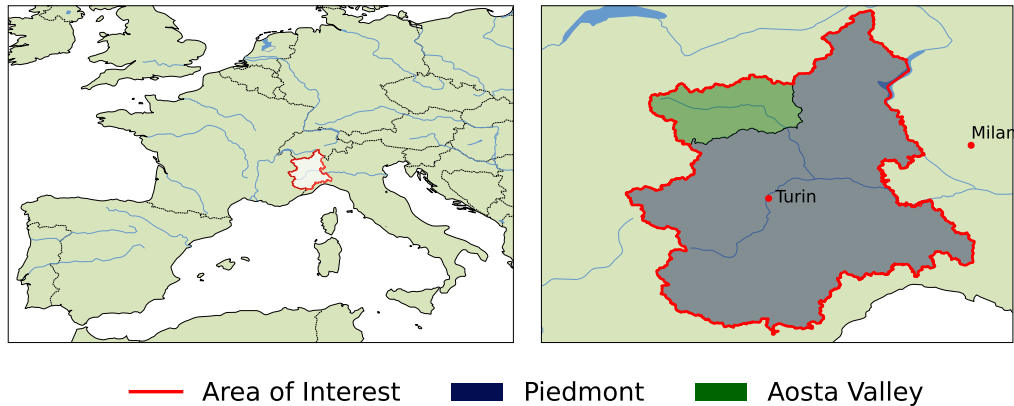 Milan
Turin
Area of Interest
Piedmont
Aosta Valley